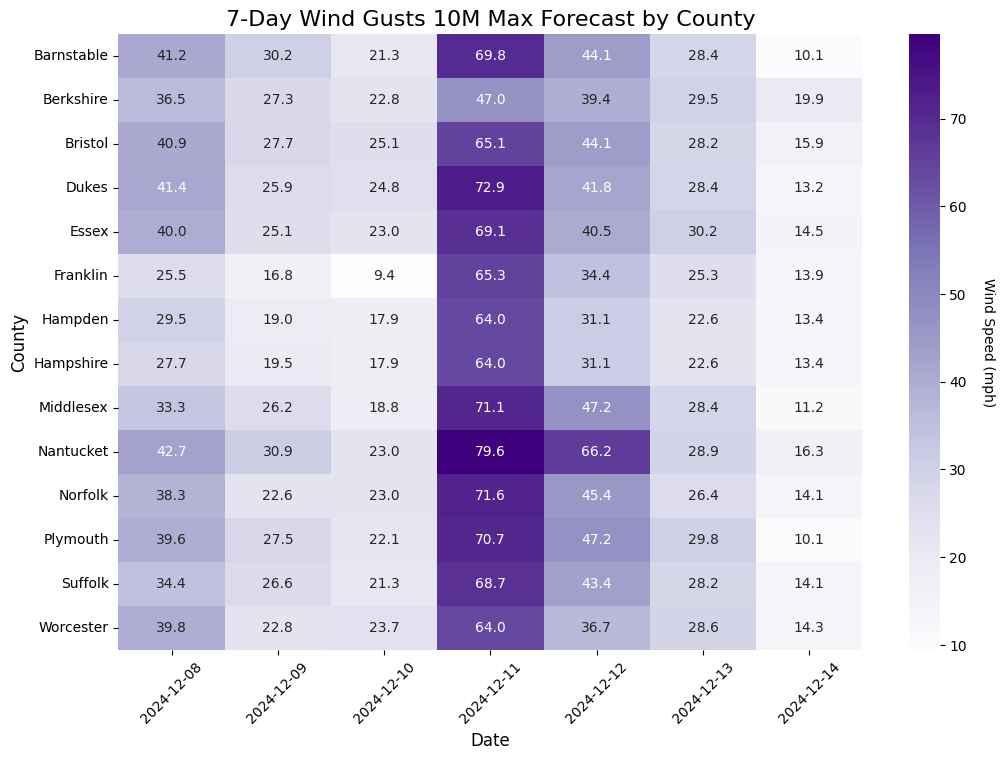 7-Day Wind Gusts 10M Max Forecast by County
County
Barnstable 41.2 30.2 21.3 69.8 44.1 28.4 10.1
Berkshire 36.5 27.3 22.8 47.0 39.4 29.5 19.9
Bristol 40.9 27.7 25.1 65.1 44.1 28.2 15.9
Dukes 41.4 25.9 24.8 72.9 41.8 28.4 13.2
Essex 40.0 25.1 23.0 69.1 40.5 30.2 14.5
Franklin 25.5 16.8 9.4 65.3 34.4 25.3 13.9
Hampden 29.5 19.0 17.9 64.0 31.1 22.6 13.4
Hampshire 27.7 19.5 17.9 64.0 31.1 22.6 13.4
Middlesex 33.3 26.2 18.8 71.1 47.2 28.4 11.2
Nantucket 42.7 30.9 23.0 79.6 66.2 28.9 16.3
Norfolk 38.3 22.6 23.0 71.6 45.4 26.4 14.1
Plymouth 39.6 27.5 22.1 70.7 47.2 29.8 10.1
Suffolk 34.4 26.6 21.3 68.7 43.4 28.2 14.1
Worcester 39.8 22.8 23.7 64.0 36.7 28.6 14.3
2024-12-08 2024-12-09 2024-12-10 2024-12-11 2024-12-12 2024-12-13 2024-12-14
Date
70
60
50
40
30
20
10
Wind Speed (mph)